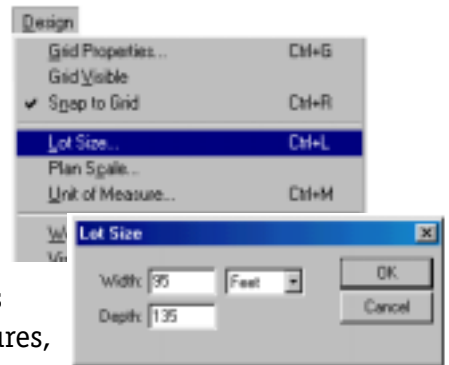 Design
Grid Properties... Ctrl+G
Grid Visible
✔ Snap to Grid Ctrl+R
Lot Size... Ctrl+L
Plan Scale...
Unit of Measure... Ctrl+M
Lot Size
Width: 95 Feet OK
Depth: 135 Cancel
s
ures,